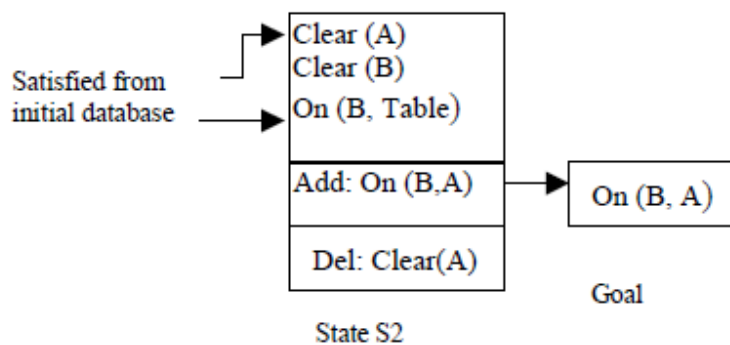 Clear (A)
Clear (B)
Satisfied from
initial database
On (B, Table)
Add: On (B,A)
On (B, A)
Del: Clear(A)
Goal
State S2